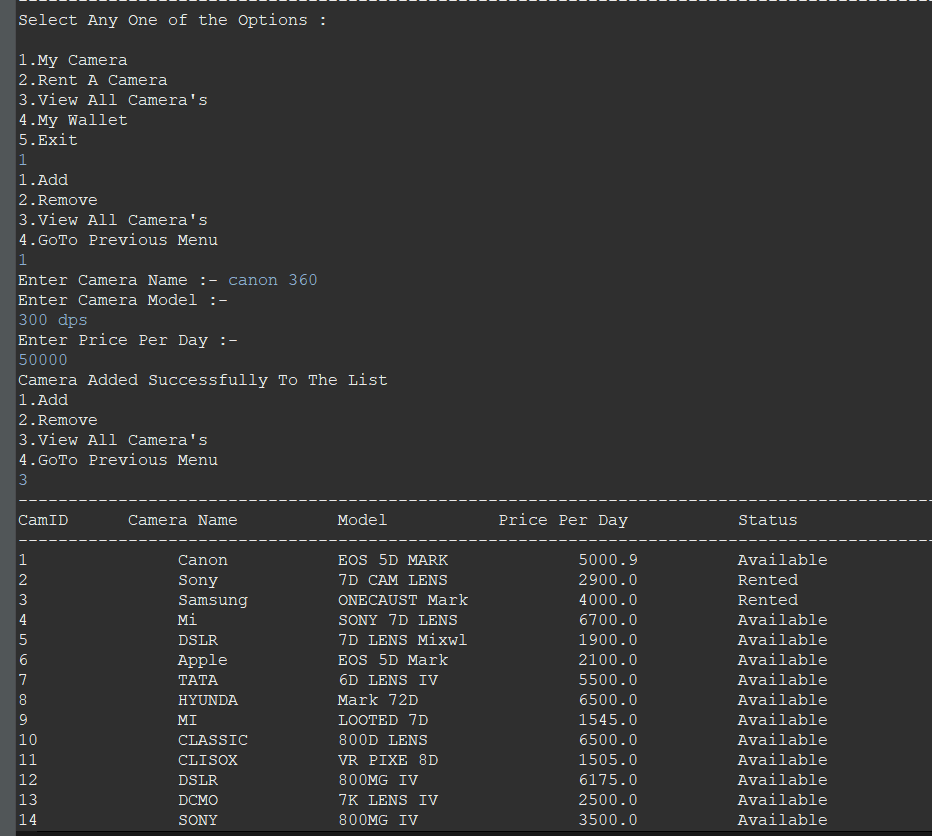 Select Any One of the Options :
1.My Camera
2.Rent A Camera
3.View All Camera's
4.My Wallet
5.Exit
1
1.Add
2.Remove
3.View All Camera's
4.GoTo Previous Menu
1
Enter Camera Name :- canon 360
Enter Camera Model :-
300 dps
Enter Price Per Day :-
50000
Camera Added Successfully To The List
1.Add
2.Remove
3.View All Camera's
4.GoTo Previous Menu
3
CamID Camera Name Model Price Per Day Status
1 Canon EOS 5D MARK 5000.9 Available
2 Sony 7D CAM LENS 2900.0 Rented
3 Samsung ONECAUST Mark 4000.0 Rented
4 Mi SONY 7D LENS 6700.0 Available
5 DSLR 7D LENS Mixwl 1900.0 Available
6 Apple EOS 5D Mark 2100.0 Available
7 TATA 6D LENS IV 5500.0 Available
8 HYUNDA Mark 72D 6500.0 Available
9 MI LOOTED 7D 1545.0 Available
10 CLASSIC 800D LENS 6500.0 Available
11 CLISOX VR PIXE 8D 1505.0 Available
12 DSLR 800MG IV 6175.0 Available
13 DCMO 7K LENS IV 2500.0 Available
14 SONY 800MG IV 3500.0 Available